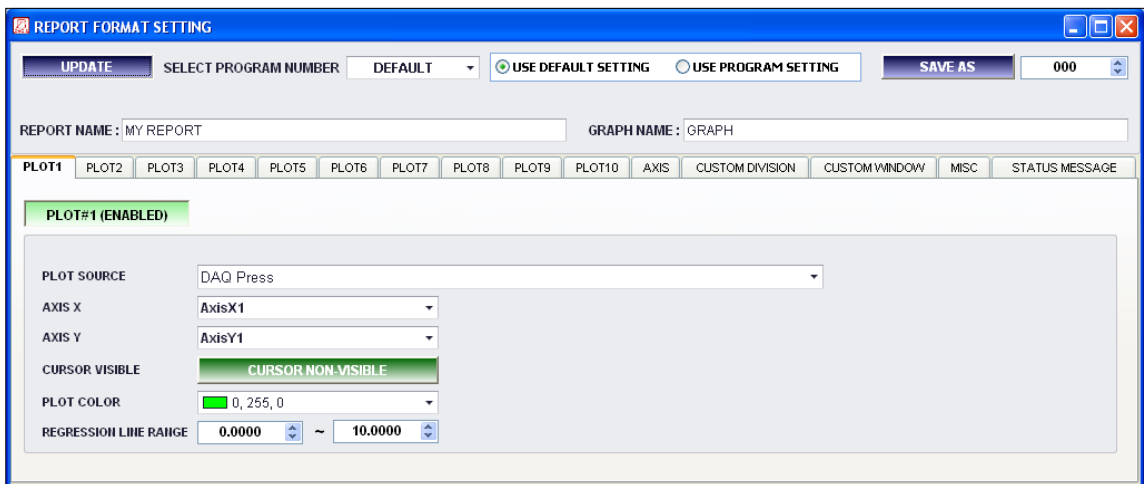 REPORT FORMAT SETTING
UPDATE SELECT PROGRAM NUMBER DEFAULT USE DEFAULT SETTING USE PROGRAM SETTING SAVE AS 000
REPORT NAME : MY REPORT GRAPH NAME : GRAPH
PLOT1 PLOT2 PLOT3 PLOT4 PLOT5 PLOT6 PLOT7 PLOT8 PLOT9 PLOT10 AXIS CUSTOM DIVISION CUSTOM WINDOW MISC STATUS MESSAGE
PLOT#1 (ENABLED)
PLOT SOURCE DAQ Press
AXIS X AxisX1
AXIS Y AxisY1
CURSOR VISIBLE CURSOR NON-VISIBLE
PLOT COLOR 0, 255, 0
REGRESSION LINE RANGE 0.0000 ~ 10.0000